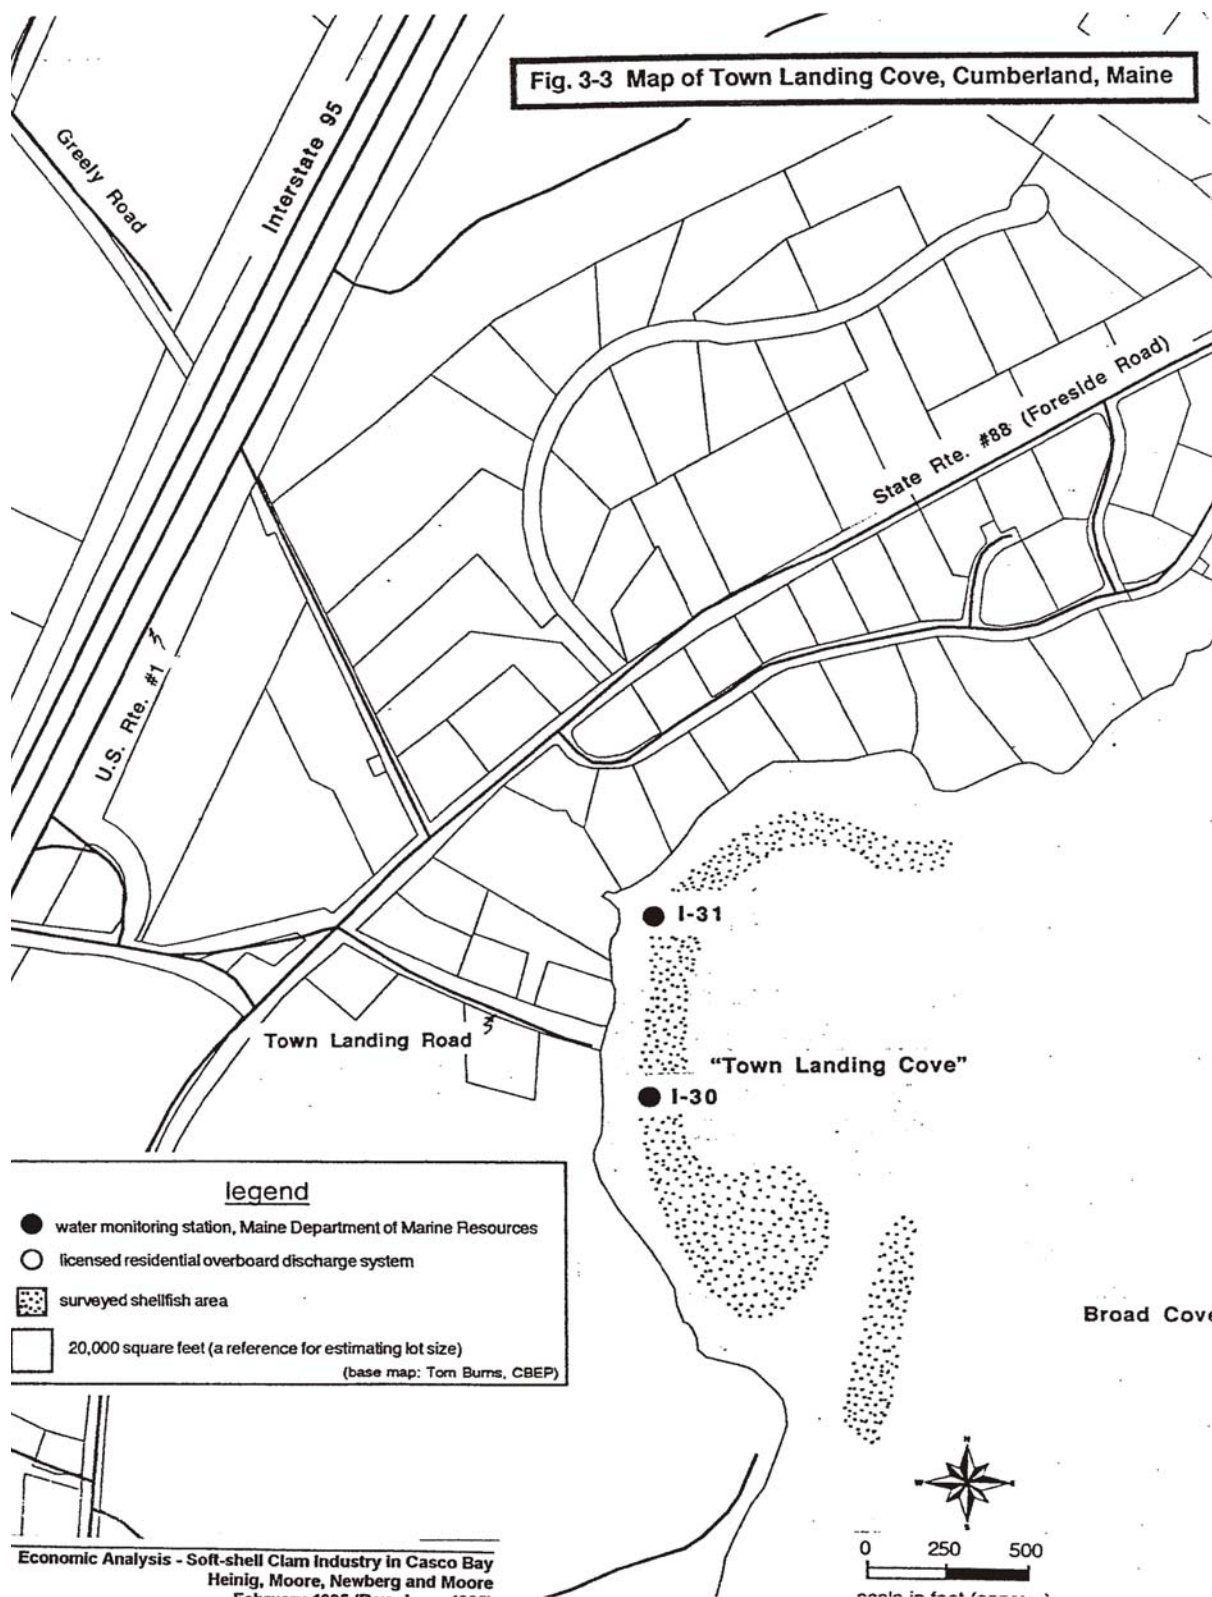 Fig. 3-3 Map of Town Landing Cove, Cumberland, Maine
Greely Road
Interstate 95
State Rte. #88 (Foreside Road)
U.S. Rte. #1
I-31
Town Landing Road
"Town Landing Cove"
I-30
legend
water monitoring station, Maine Department of Marine Resources
licensed residential overboard discharge system
surveyed shellfish area
20,000 square feet (a reference for estimating lot size)
(base map: Tom Burns, CBEP)
Broad Cove
N
W E
S
0 250 500
scale in feet
Economic Analysis - Soft-shell Clam Industry in Casco Bay
Heinig, Moore, Newberg and Moore
February